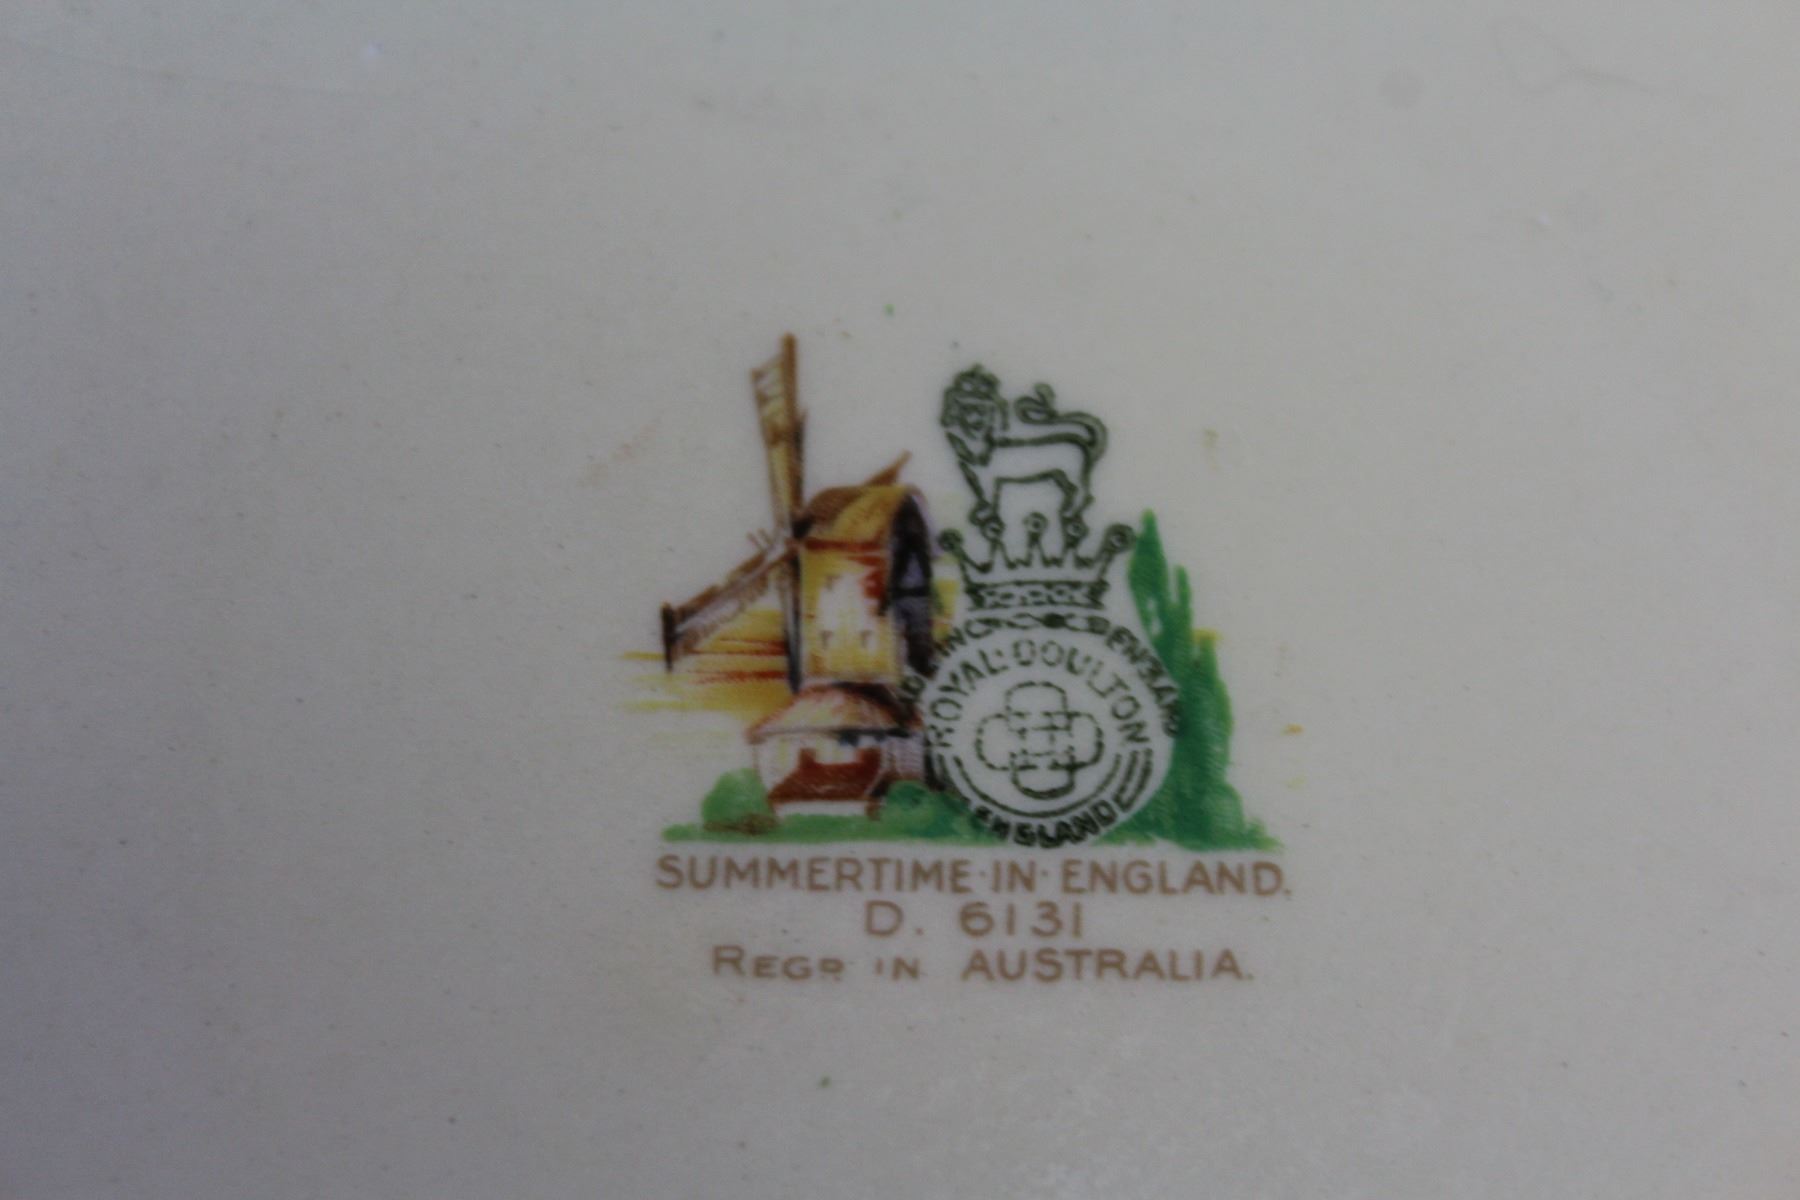 ROYAL DOULTON
ENGLAND
SUMMERTIME·IN·ENGLAND.
D. 6131
REGD IN AUSTRALIA.